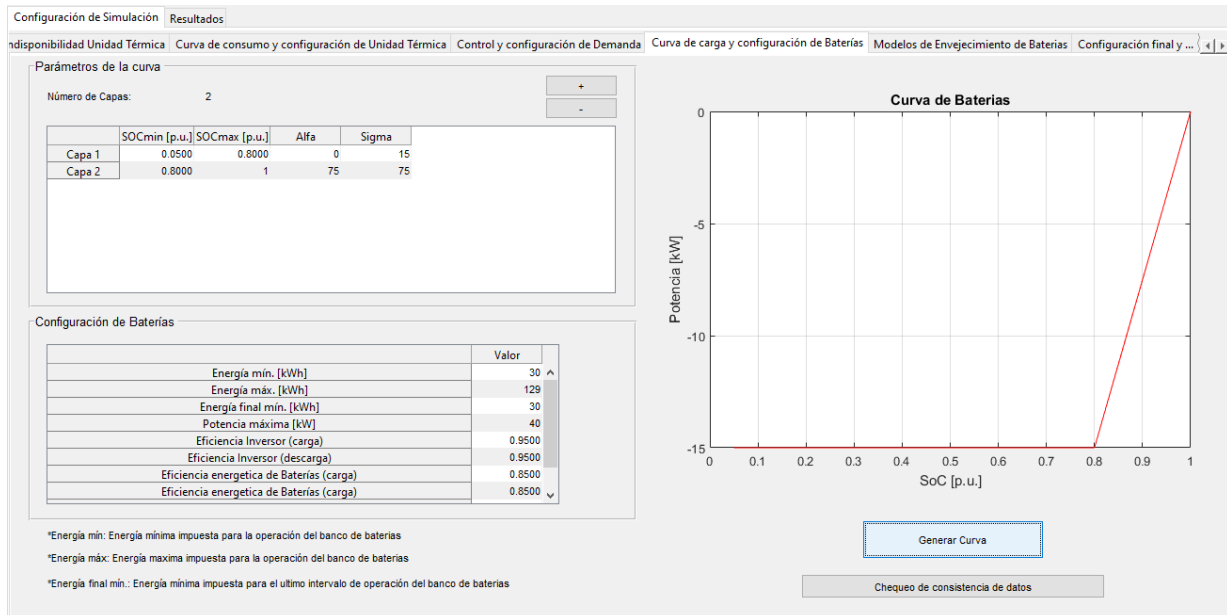 Configuración de Simulación Resultados
ndisponibilidad Unidad Térmica Curva de consumo y configuración de Unidad Térmica Control y configuración de Demanda Curva de carga y configuración de Baterías Modelos de Envejecimiento de Baterias Configuración final y ...
Parámetros de la curva
Número de Capas: 2
+
-
SOCmin [p.u.] SOCmax [p.u.] Alfa Sigma
Capa 1 0.0500 0.8000 0 15
Capa 2 0.8000 1 75 75
Configuración de Baterías
Valor
Energía mín. [kWh] 30
Energía máx. [kWh] 129
Energía final mín. [kWh] 30
Potencia máxima [kW] 40
Eficiencia Inversor (carga) 0.9500
Eficiencia Inversor (descarga) 0.9500
Eficiencia energetica de Baterías (carga) 0.8500
Eficiencia energetica de Baterías (carga) 0.8500
*Energía mín: Energía mínima impuesta para la operación del banco de baterias
*Energía máx: Energía maxima impuesta para la operación del banco de baterias
*Energía final mín.: Energía mínima impuesta para el ultimo intervalo de operación del banco de baterias
Curva de Baterias
0
-5
-10
-15
Potencia [kW]
0 0.1 0.2 0.3 0.4 0.5 0.6 0.7 0.8 0.9 1
SoC [p.u.]
Generar Curva
Chequeo de consistencia de datos